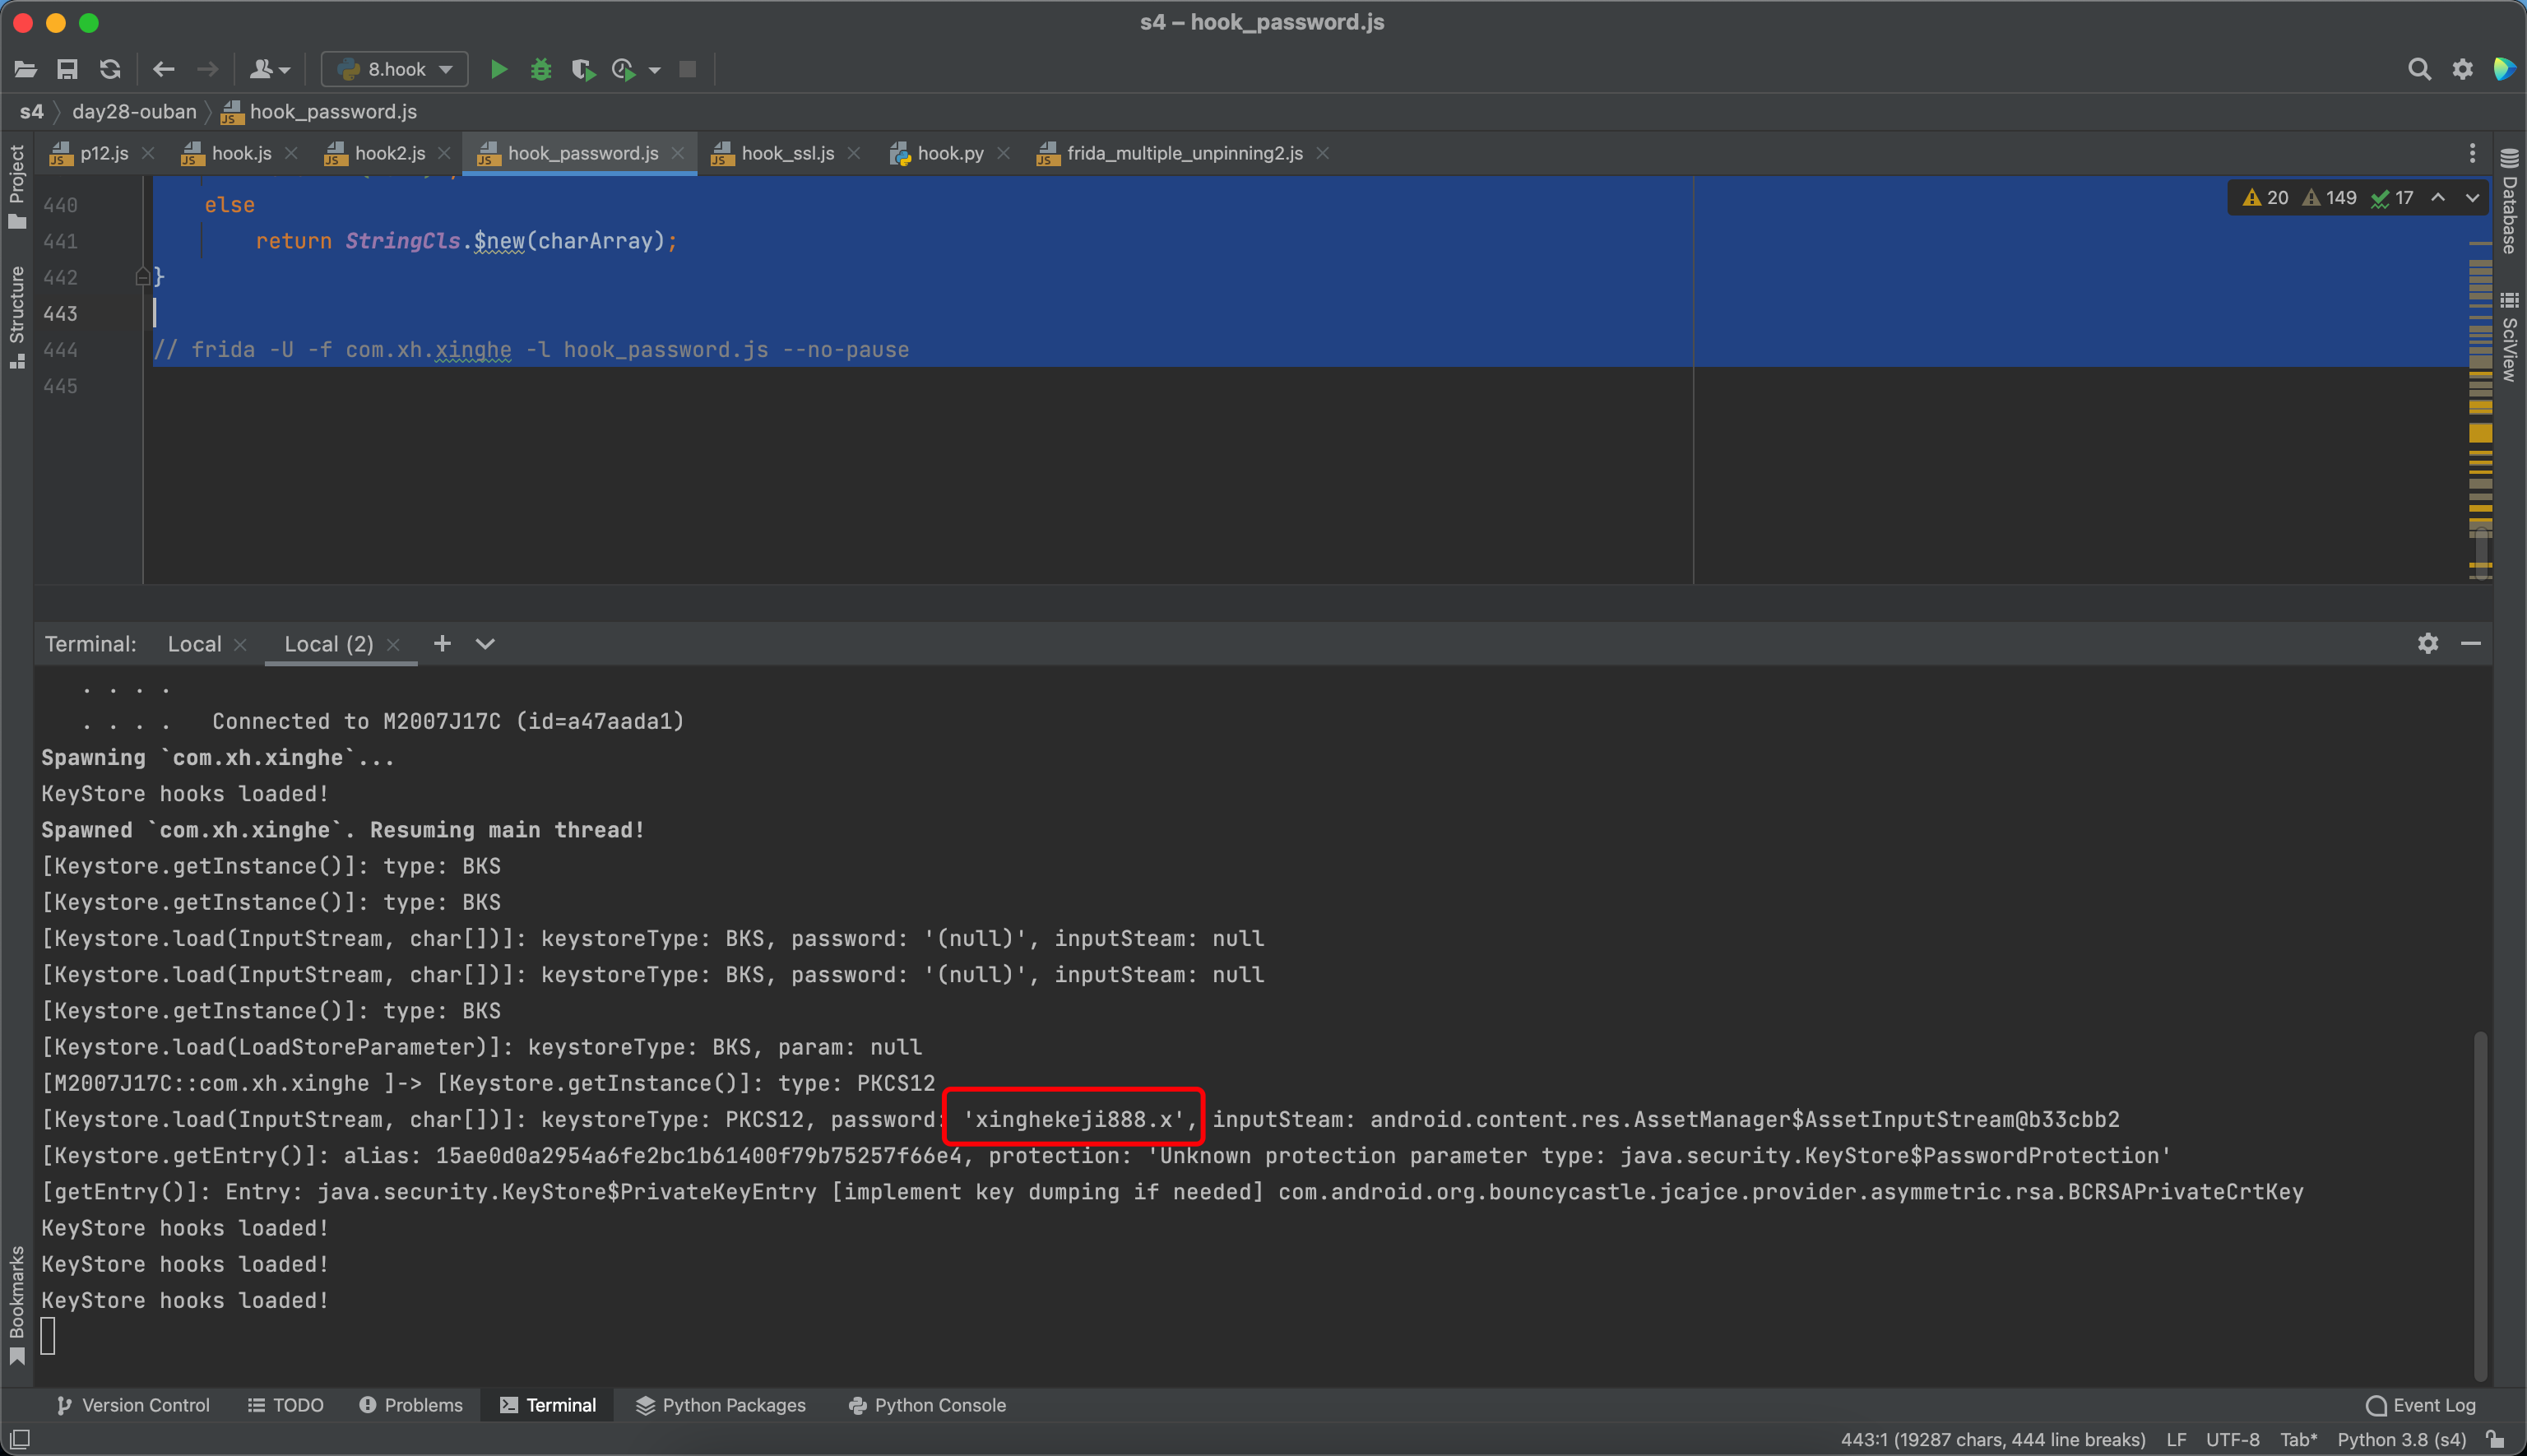 s4 – hook_password.js
8.hook
s4 day28-ouban hook_password.js
p12.js hook.js hook2.js hook_password.js hook_ssl.js hook.py frida_multiple_unpinning2.js
Project
Structure
Bookmarks
Database
SciView
20 149 17
440 else
441 return StringCls.$new(charArray);
442 }
443
444 // frida -U -f com.xh.xinghe -l hook_password.js --no-pause
445
Terminal: Local Local (2)
. . . .
. . . . Connected to M2007J17C (id=a47aada1)
Spawning `com.xh.xinghe`...
KeyStore hooks loaded!
Spawned `com.xh.xinghe`. Resuming main thread!
[Keystore.getInstance()]: type: BKS
[Keystore.getInstance()]: type: BKS
[Keystore.load(InputStream, char[])]: keystoreType: BKS, password: '(null)', inputSteam: null
[Keystore.load(InputStream, char[])]: keystoreType: BKS, password: '(null)', inputSteam: null
[Keystore.getInstance()]: type: BKS
[Keystore.load(LoadStoreParameter)]: keystoreType: BKS, param: null
[M2007J17C::com.xh.xinghe ]-> [Keystore.getInstance()]: type: PKCS12
[Keystore.load(InputStream, char[])]: keystoreType: PKCS12, password: 'xinghekeji888.x', inputSteam: android.content.res.AssetManager$AssetInputStream@b33cbb2
[Keystore.getEntry()]: alias: 15ae0d0a2954a6fe2bc1b61400f79b75257f66e4, protection: 'Unknown protection parameter type: java.security.KeyStore$PasswordProtection'
[getEntry()]: Entry: java.security.KeyStore$PrivateKeyEntry [implement key dumping if needed] com.android.org.bouncycastle.jcajce.provider.asymmetric.rsa.BCRSAPrivateCrtKey
KeyStore hooks loaded!
KeyStore hooks loaded!
KeyStore hooks loaded!
Version Control TODO Problems Terminal Python Packages Python Console Event Log
443:1 (19287 chars, 444 line breaks) LF UTF-8 Tab* Python 3.8 (s4)